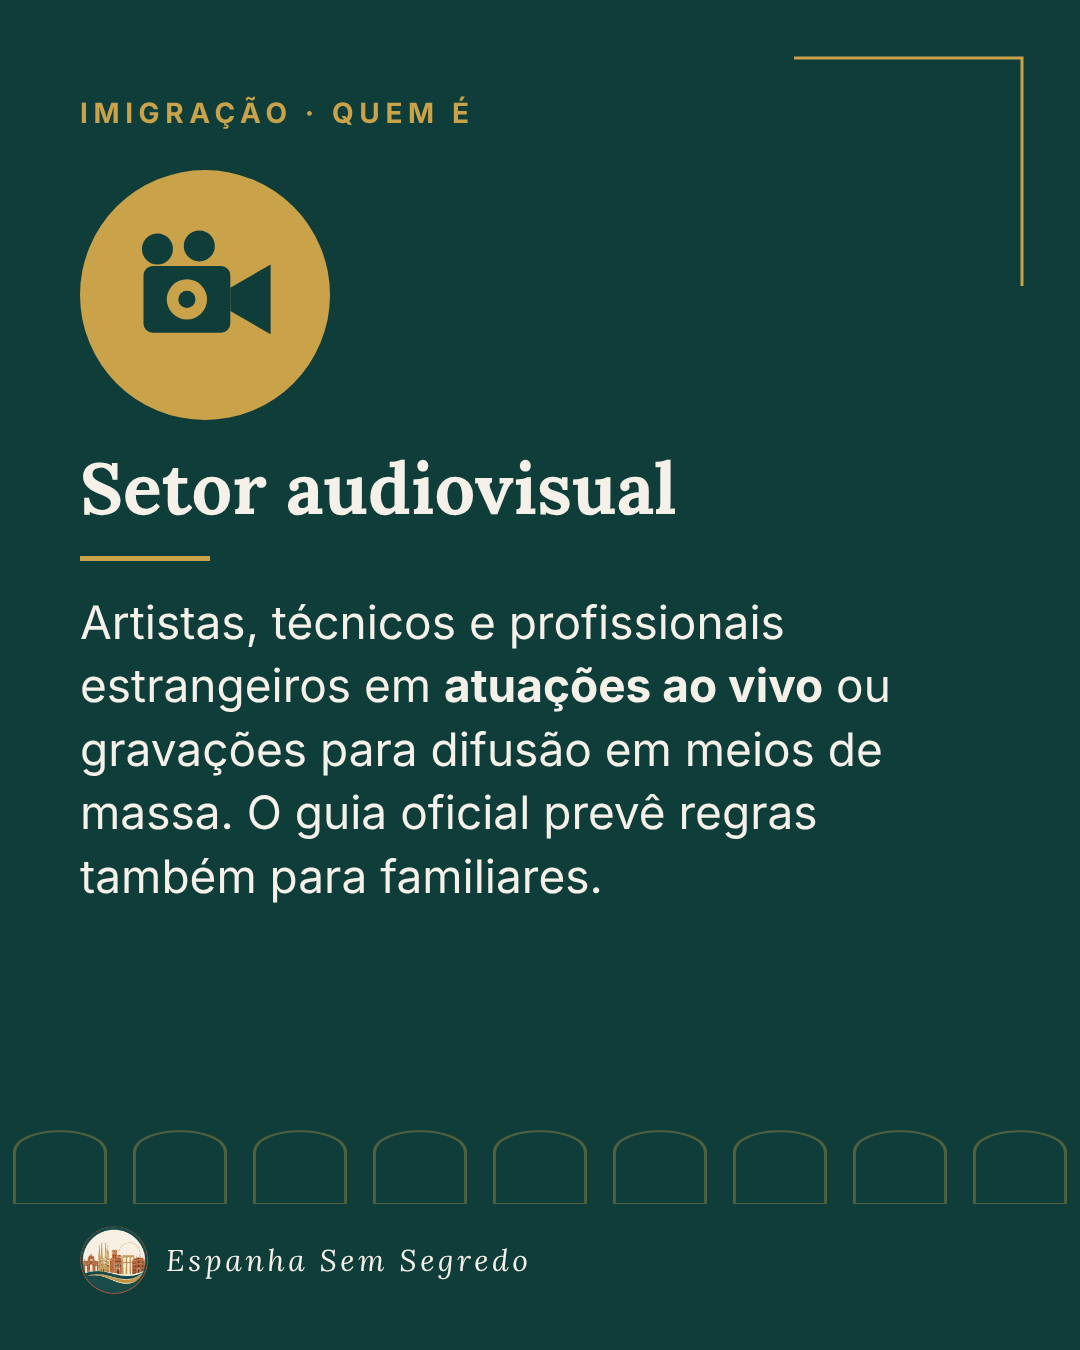 IMIGRAÇÃO · QUEM É
Setor audiovisual
Artistas, técnicos e profissionais
estrangeiros em atuações ao vivo ou
gravações para difusão em meios de
massa. O guia oficial prevê regras
também para familiares.
Espanha Sem Segredo